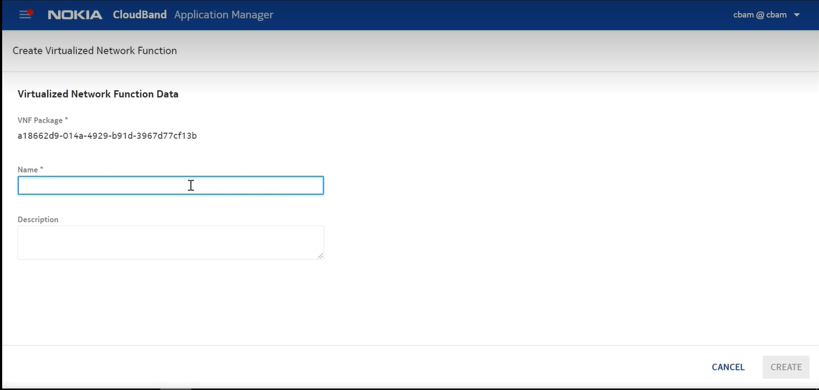 NOKIA CloudBand Application Manager cbam @ cbam
Create Virtualized Network Function
Virtualized Network Function Data
VNF Package *
a18662d9-014a-4929-b91d-3967d77cf13b
Name *
Description
CANCEL CREATE